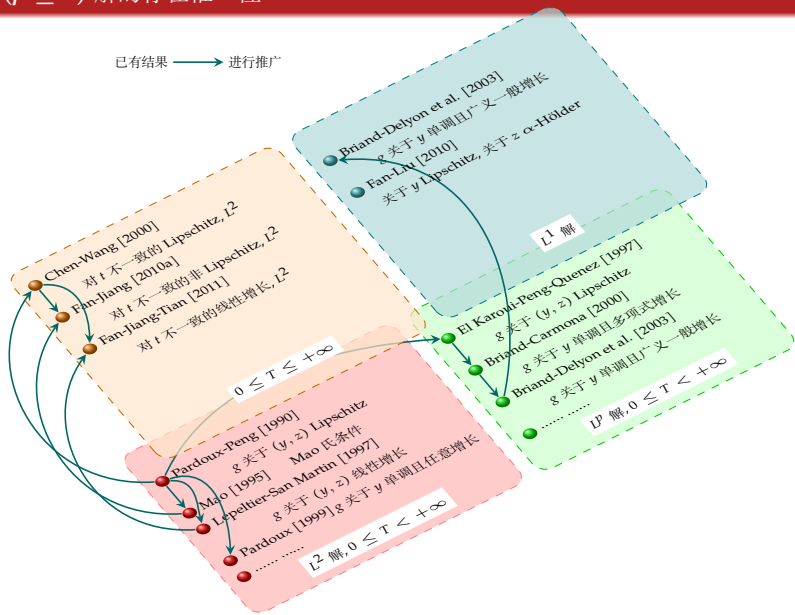 已有结果 进行推广
Briand-Delyon et al. [2003]
g 关于 y 单调且广义一般增长
Fan-Liu [2010]
关于 y Lipschitz, 关于 z α-Hölder
L¹ 解
Chen-Wang [2000]
对 t 不一致的 Lipschitz, L²
Fan-Jiang [2010a]
对 t 不一致的非 Lipschitz, L²
Fan-Jiang-Tian [2011]
对 t 不一致的线性增长, L²
0 ≤ T ≤ +∞
El Karoui-Peng-Quenez [1997]
g 关于 (y, z) Lipschitz
Briand-Carmona [2000]
g 关于 y 单调且多项式增长
Briand-Delyon et al. [2003]
g 关于 y 单调且广义一般增长
...... ......
Lᵖ 解, 0 ≤ T < +∞
Pardoux-Peng [1990]
g 关于 (y, z) Lipschitz
Mao [1995] Mao 氏条件
Lepeltier-San Martin [1997]
g 关于 (y, z) 线性增长
Pardoux [1999] g 关于 y 单调且任意增长
...... ......
L² 解, 0 ≤ T < +∞